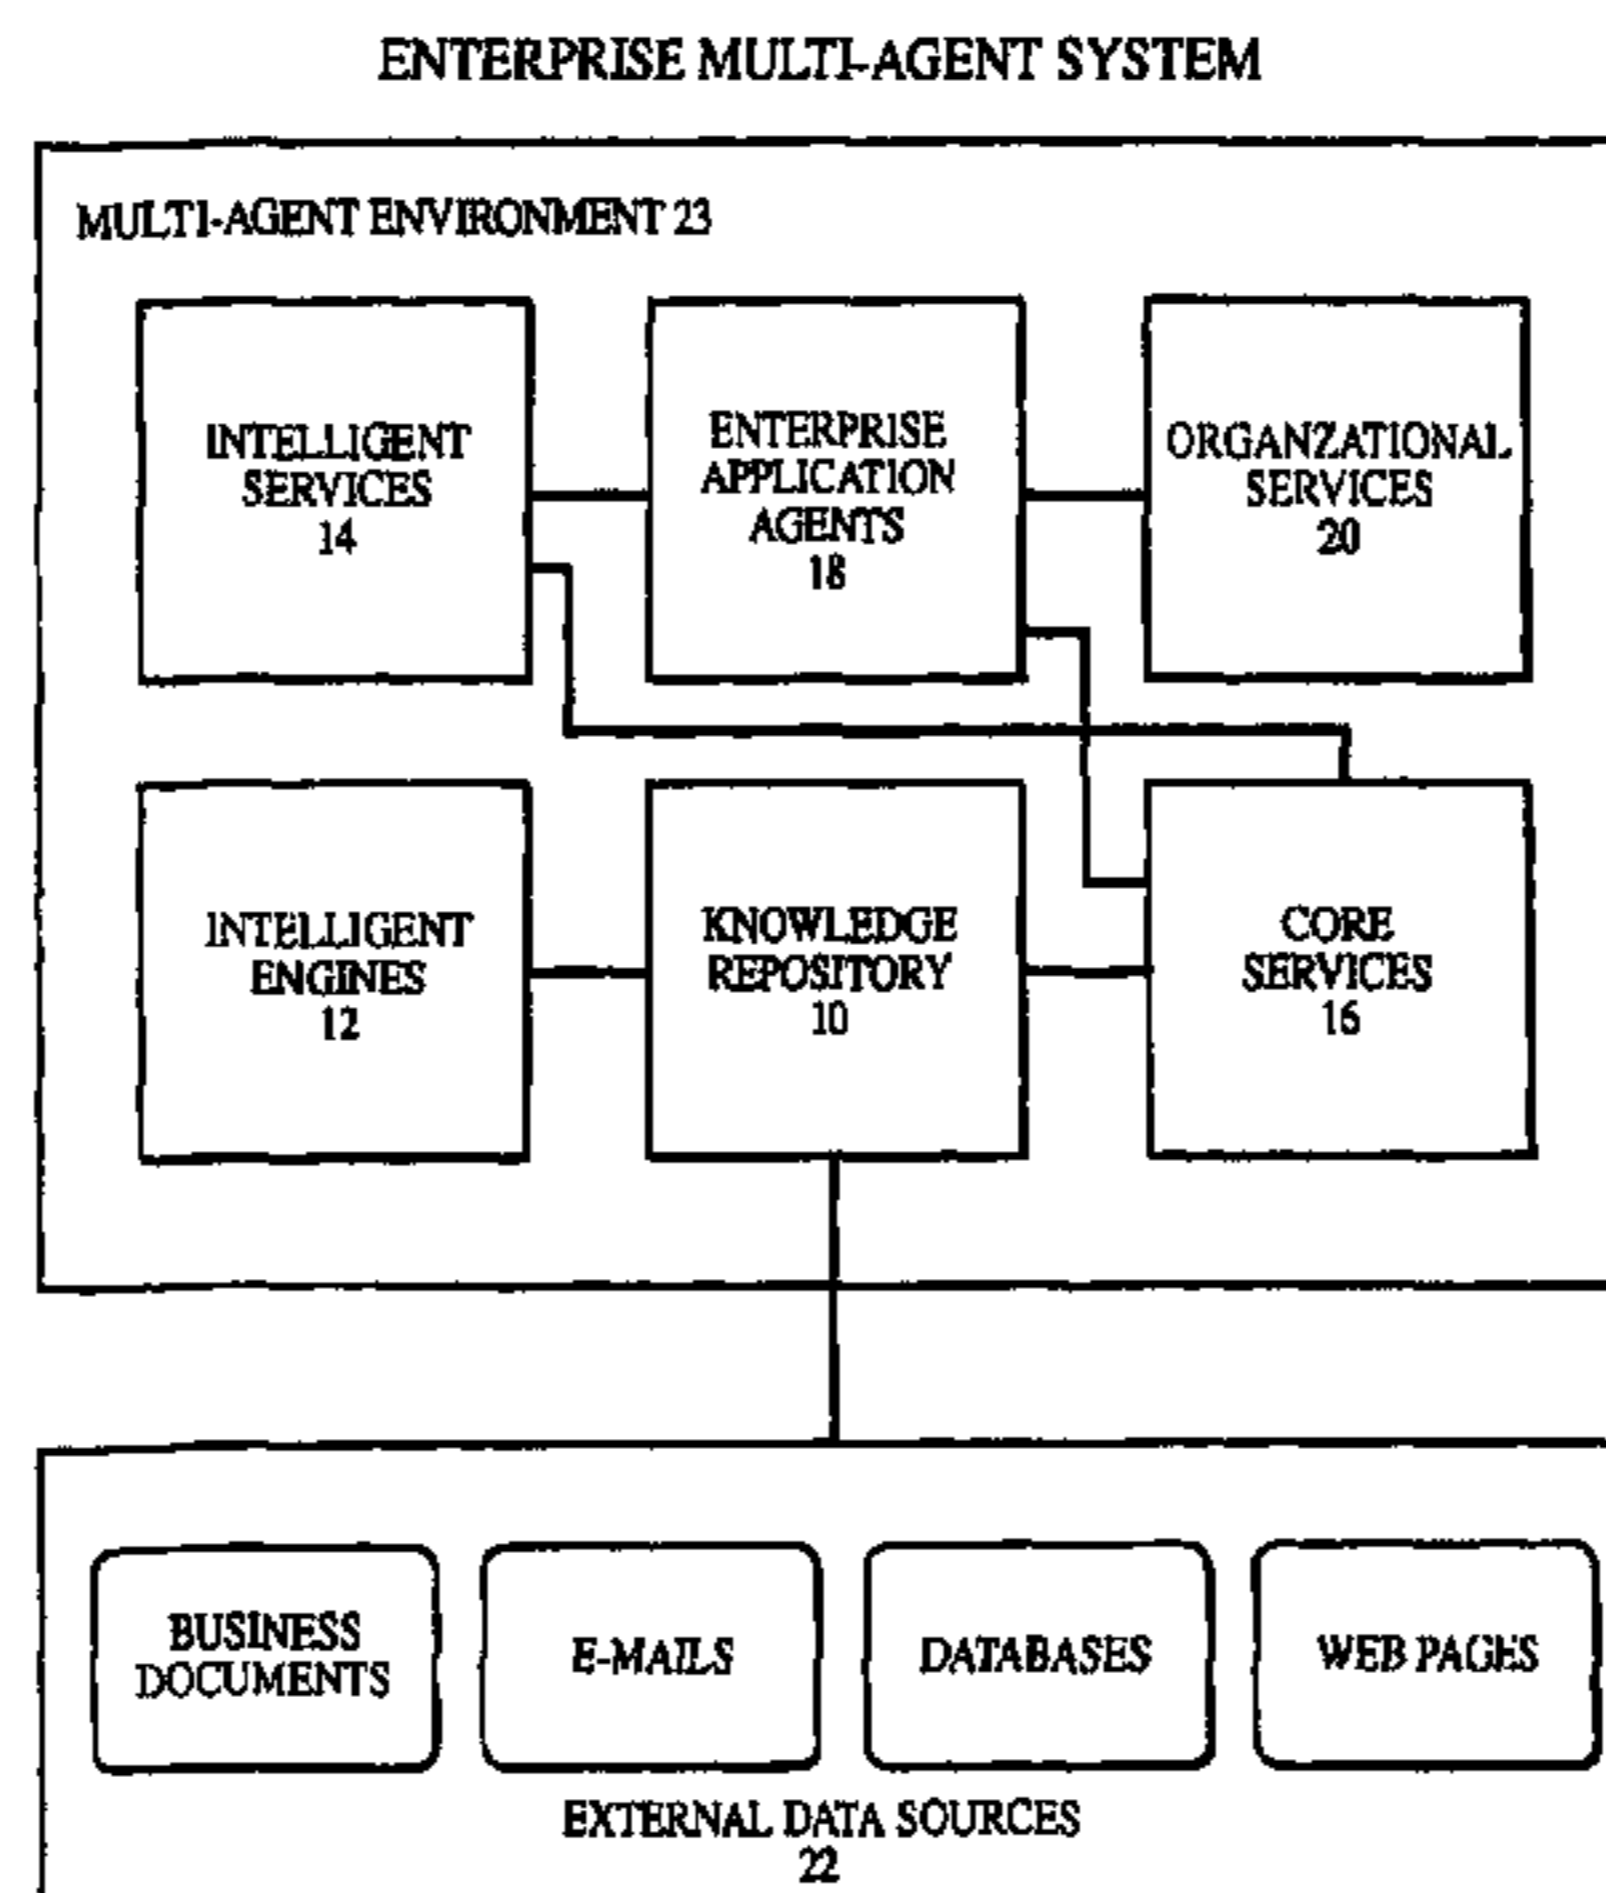 ENTERPRISE MULTI-AGENT SYSTEM
MULTI-AGENT ENVIRONMENT 23
INTELLIGENT
SERVICES
14
ENTERPRISE
APPLICATION
AGENTS
18
ORGANZATIONAL
SERVICES
20
INTELLIGENT
ENGINES
12
KNOWLEDGE
REPOSITORY
10
CORE
SERVICES
16
BUSINESS
DOCUMENTS
E-MAILS
DATABASES
WEB PAGES
EXTERNAL DATA SOURCES
22